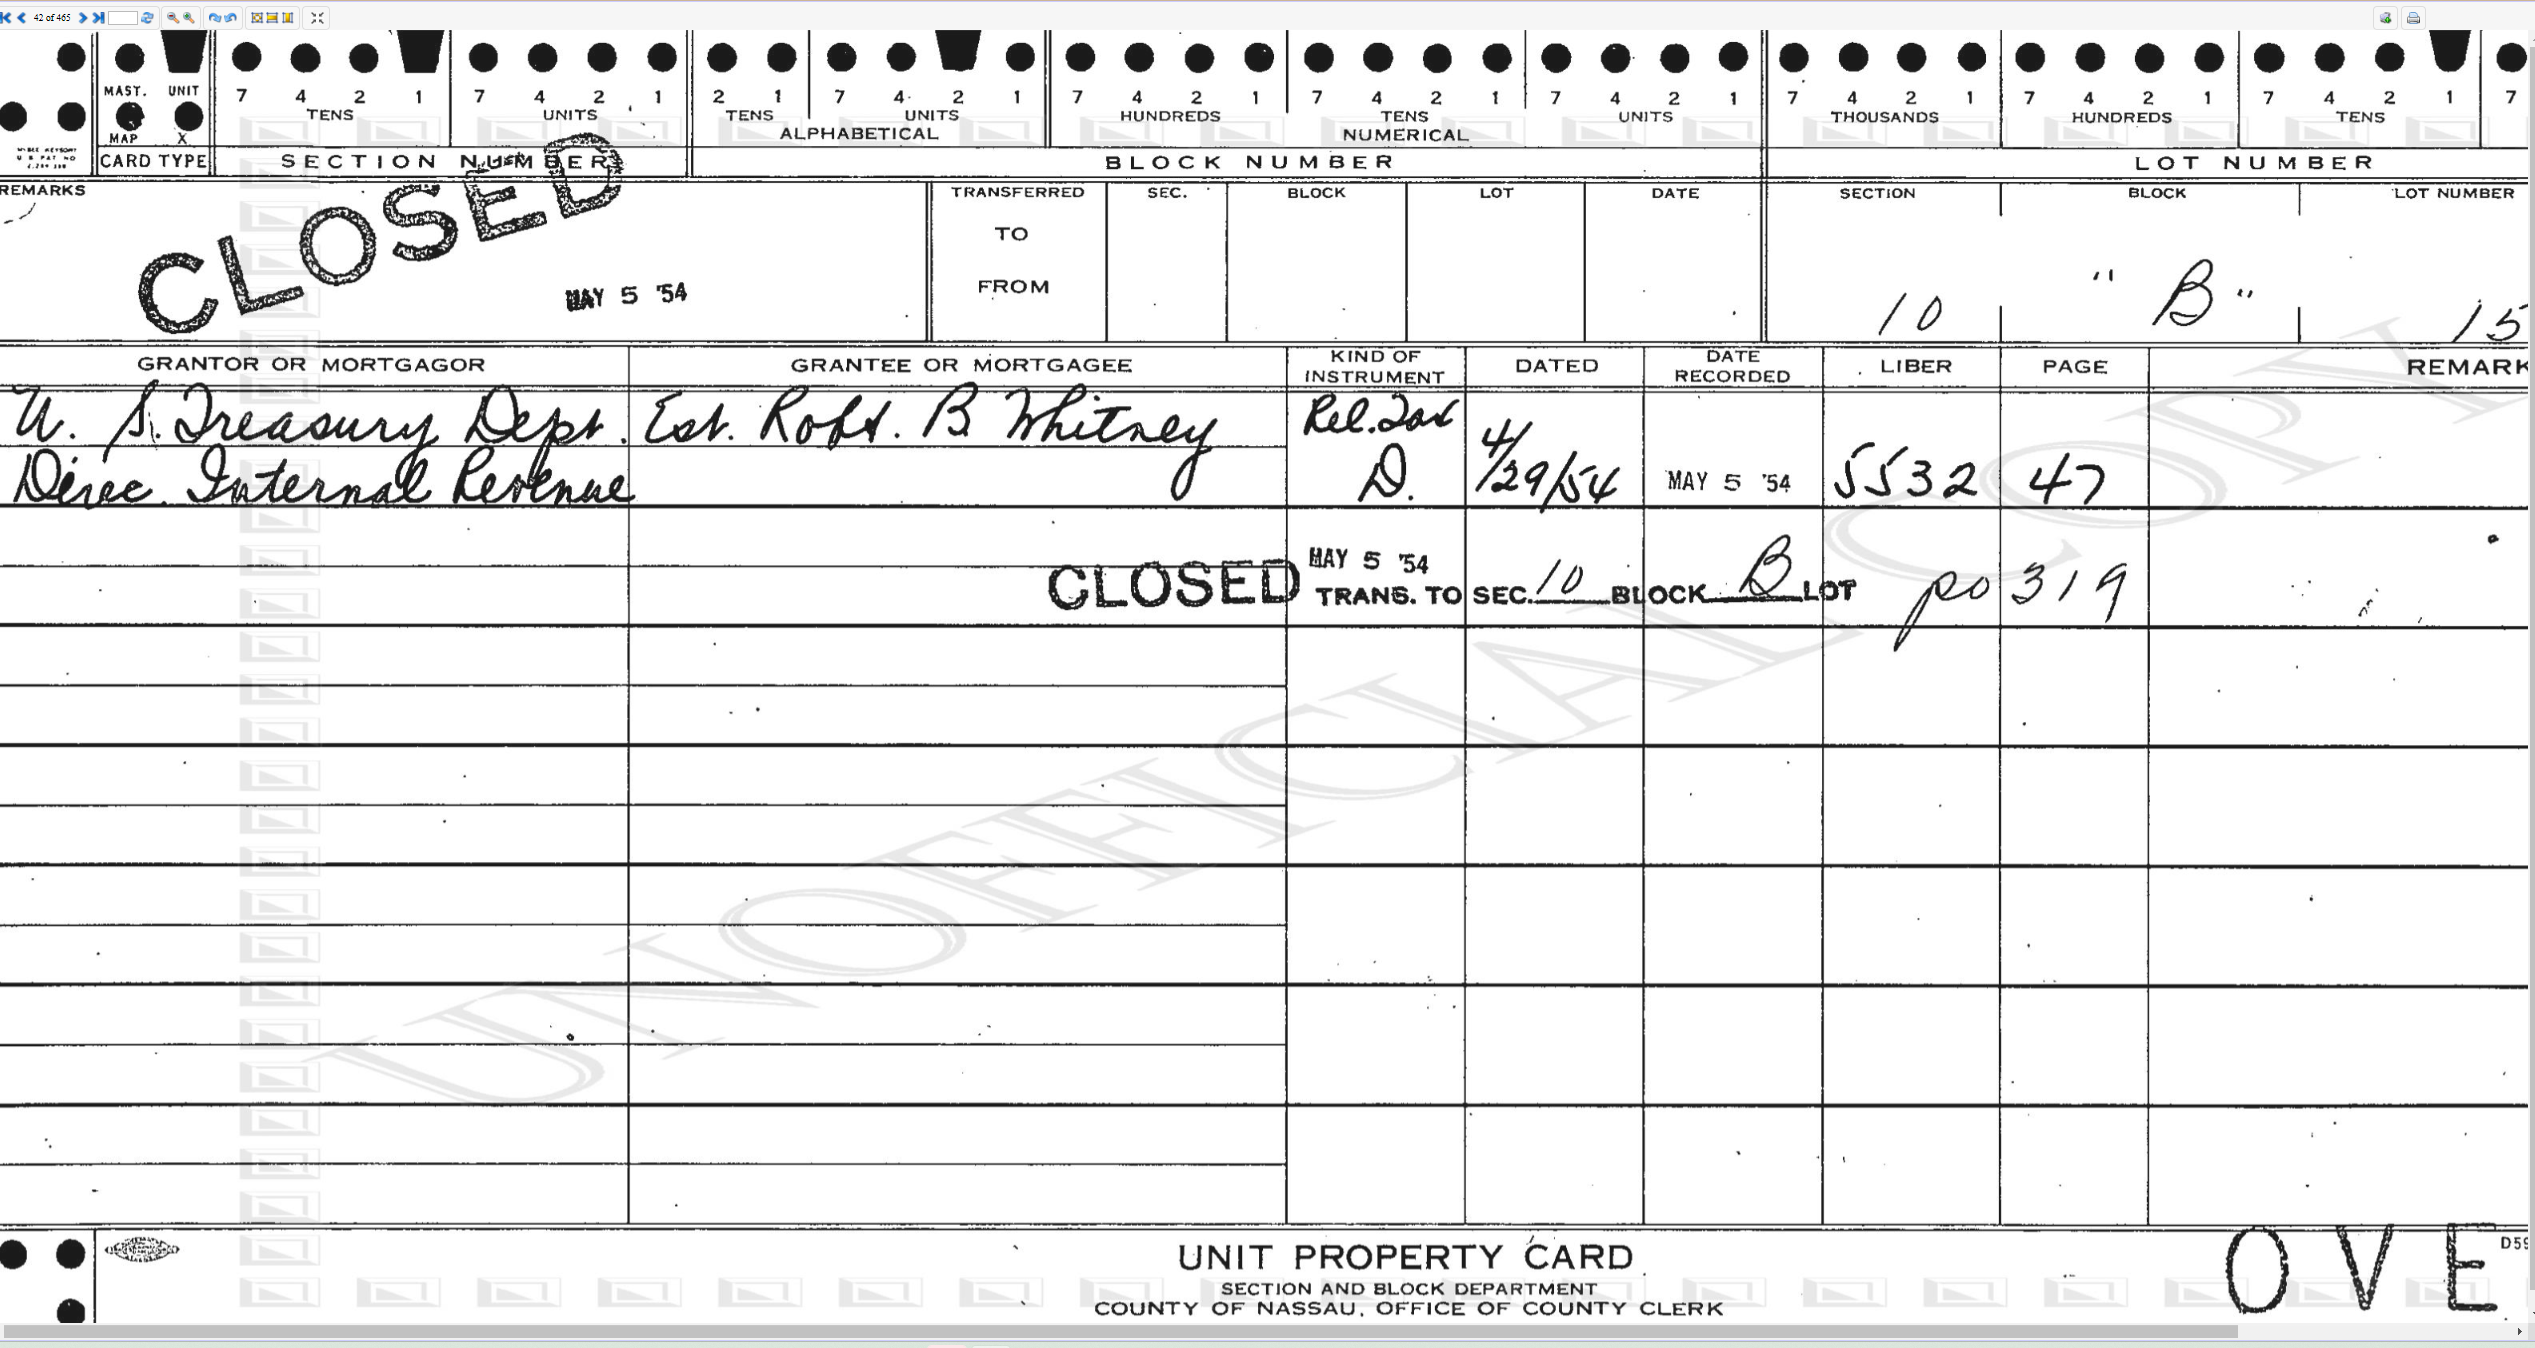 42 of 465
MAST. UNIT
7 4 2 1 7 4 2 1 2 1 7 4 2 1 7 4 2 1 7 4 2 1 7 4 2 1 7 4 2 1 7 4 2 1 7 4 2 1 7
TENS UNITS TENS UNITS HUNDREDS TENS UNITS THOUSANDS HUNDREDS TENS
MAP X ALPHABETICAL NUMERICAL
CARD TYPE SECTION NUMBER BLOCK NUMBER LOT NUMBER
REMARKS TRANSFERRED SEC. BLOCK LOT DATE SECTION BLOCK LOT NUMBER
CLOSED
TO
FROM
MAY 5 '54
10 "B" 15
GRANTOR OR MORTGAGOR GRANTEE OR MORTGAGEE KIND OF INSTRUMENT DATED DATE RECORDED LIBER PAGE REMARK
U. S. Treasury Dept. Est. Robt. B. Whitney Rel. Tax
Direc. Internal Revenue D. 4/29/54 MAY 5 '54 5532 47
MAY 5 '54
CLOSED TRANS. TO SEC. 10 BLOCK B LOT po 319
UNOFFICIAL COPY
UNIT PROPERTY CARD
SECTION AND BLOCK DEPARTMENT
COUNTY OF NASSAU, OFFICE OF COUNTY CLERK
OVE
D59